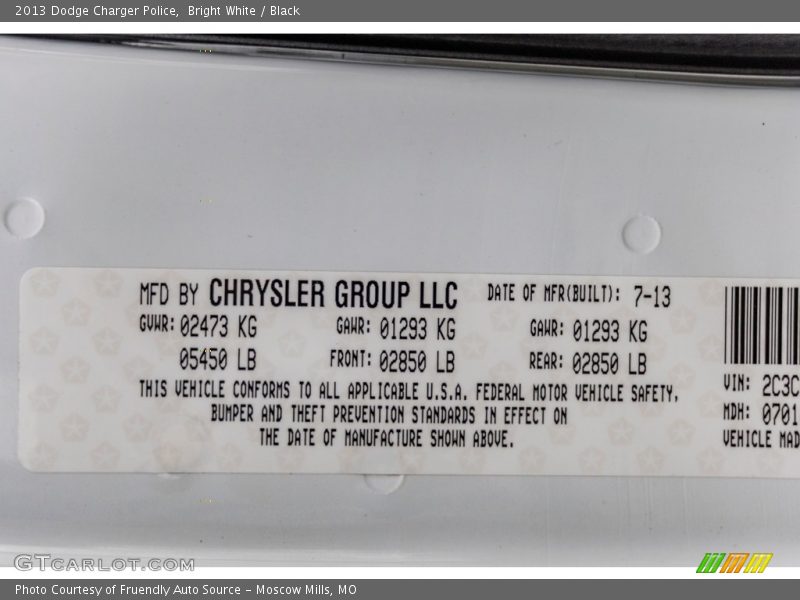 2013 Dodge Charger Police, Bright White / Black
MFD BY CHRYSLER GROUP LLC DATE OF MFR(BUILT): 7-13
GVWR: 02473 KG GAWR: 01293 KG GAWR: 01293 KG
05450 LB FRONT: 02850 LB REAR: 02850 LB
THIS VEHICLE CONFORMS TO ALL APPLICABLE U.S.A. FEDERAL MOTOR VEHICLE SAFETY,
BUMPER AND THEFT PREVENTION STANDARDS IN EFFECT ON
THE DATE OF MANUFACTURE SHOWN ABOVE.
VIN: 2C3C
MDH: 0701
VEHICLE MAD
GTCARLOT.COM
Photo Courtesy of Fruendly Auto Source - Moscow Mills, MO